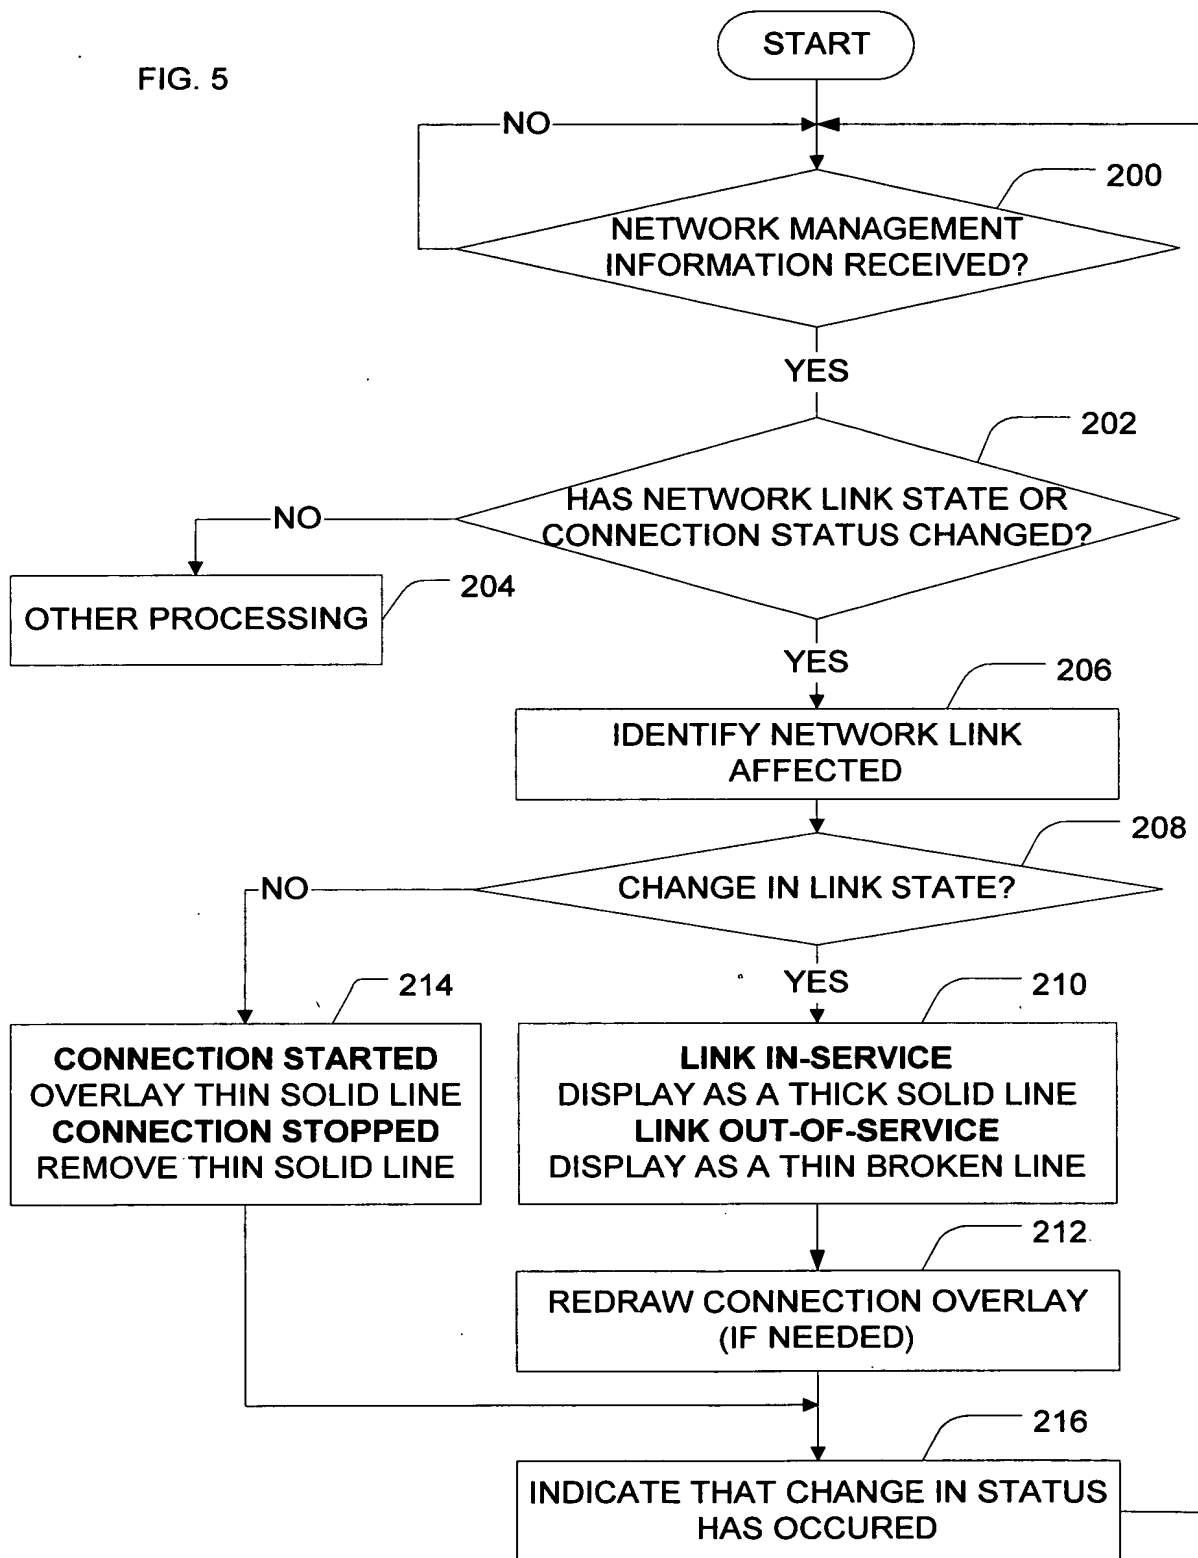 START
FIG. 5
NO
200
NETWORK MANAGEMENT
INFORMATION RECEIVED?
YES
202
HAS NETWORK LINK STATE OR
CONNECTION STATUS CHANGED?
NO
204
OTHER PROCESSING
YES
206
IDENTIFY NETWORK LINK
AFFECTED
208
CHANGE IN LINK STATE?
NO
YES
214
CONNECTION STARTED
OVERLAY THIN SOLID LINE
CONNECTION STOPPED
REMOVE THIN SOLID LINE
210
LINK IN-SERVICE
DISPLAY AS A THICK SOLID LINE
LINK OUT-OF-SERVICE
DISPLAY AS A THIN BROKEN LINE
212
REDRAW CONNECTION OVERLAY
(IF NEEDED)
216
INDICATE THAT CHANGE IN STATUS
HAS OCCURED